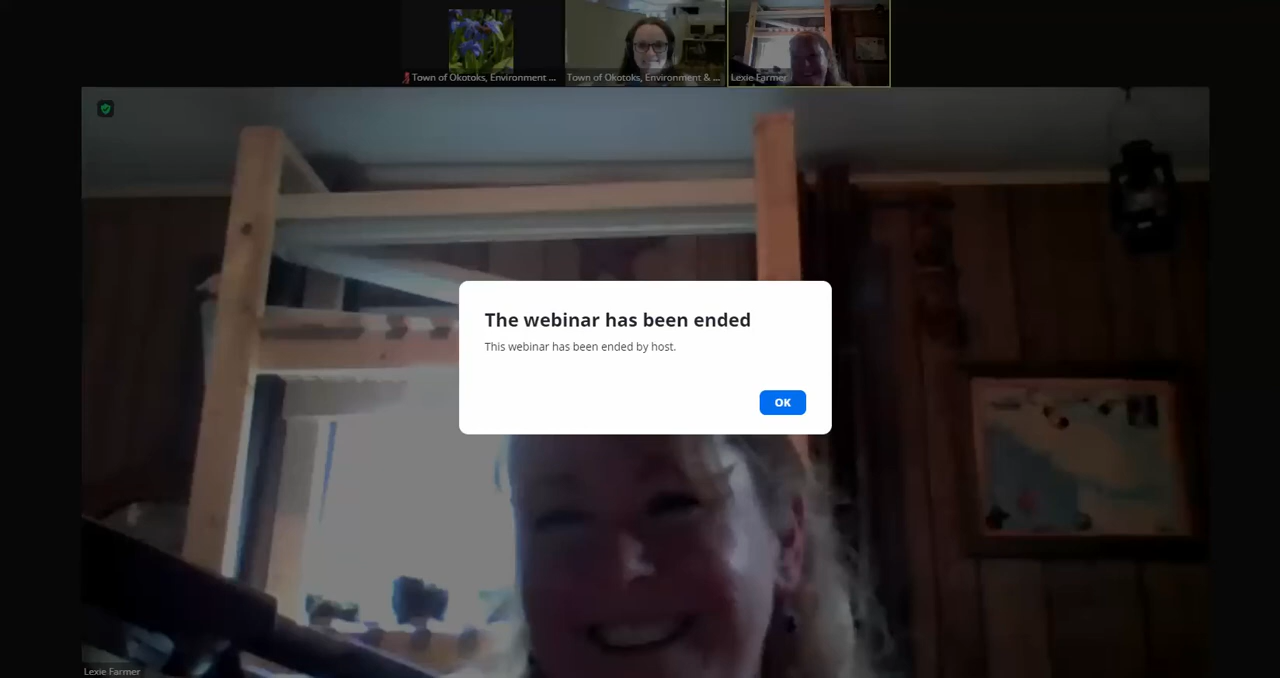 Town of Okotoks, Environment ...
Town of Okotoks, Environment & ...
Lexie Farmer
The webinar has been ended
This webinar has been ended by host.
OK
Lexie Farmer